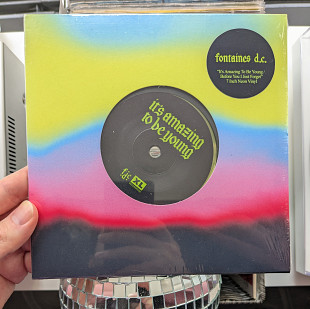 fontaines d.c.
"It's Amazing To Be Young /
Before You I Just Forget"
7 Inch Neon Vinyl
it's amazing
to be young
XL